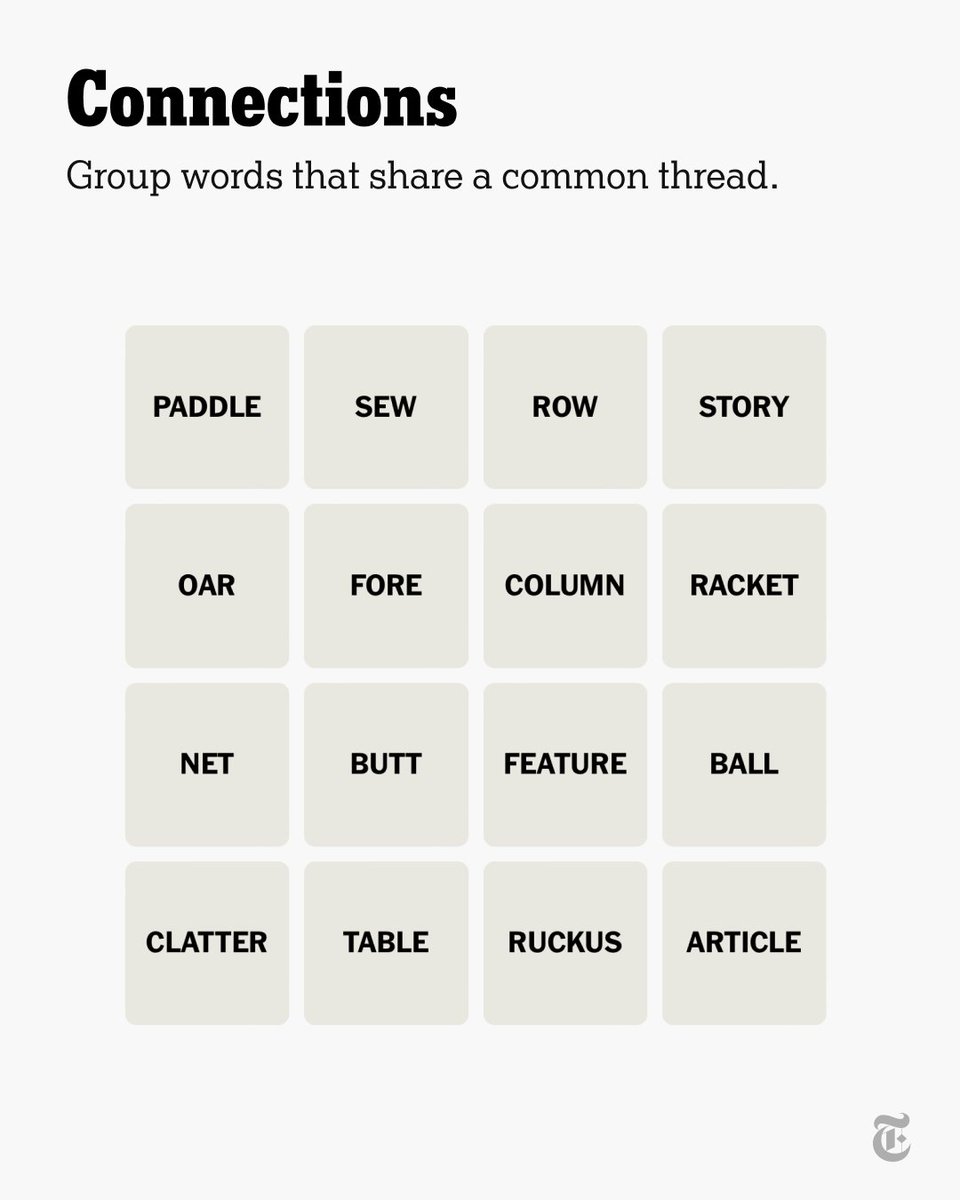 Connections
Group words that share a common thread.
PADDLE SEW ROW STORY
OAR FORE COLUMN RACKET
NET BUTT FEATURE BALL
CLATTER TABLE RUCKUS ARTICLE
T